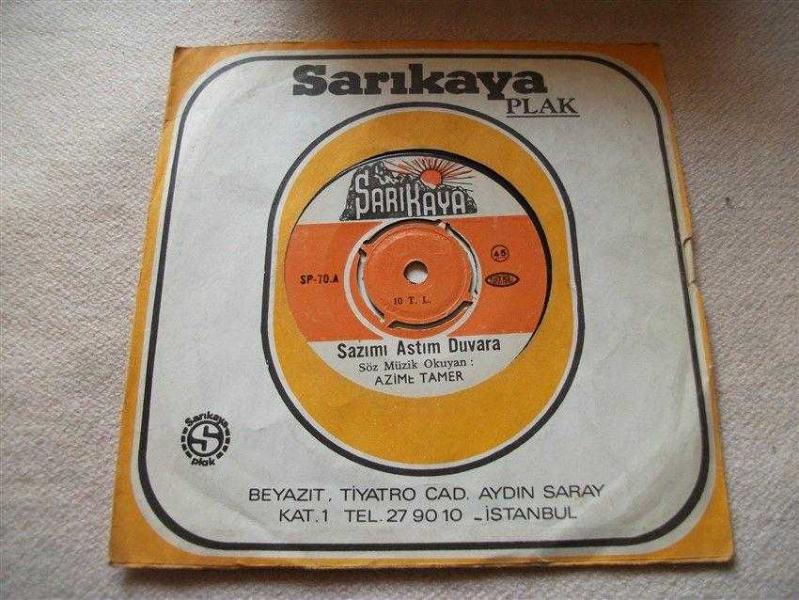 Sarıkaya
PLAK
SARIKAYA
SP-70.A
45
10 T. L.
Sazımı Astım Duvara
Söz Müzik Okuyan :
AZİME TAMER
Sarıkaya
S
plak
BEYAZIT, TİYATRO CAD. AYDIN SARAY
KAT.1 TEL. 27 90 10 _İSTANBUL